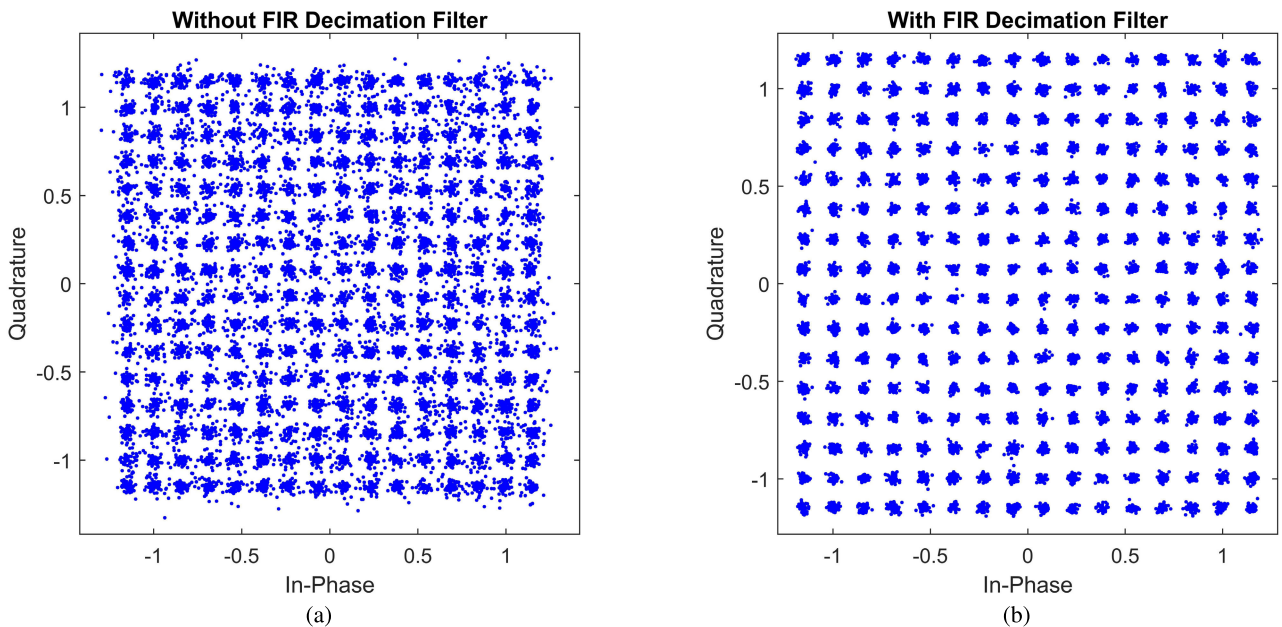 Without FIR Decimation Filter
1
0.5
0
-0.5
-1
Quadrature
-1 -0.5 0 0.5 1
In-Phase
(a)
With FIR Decimation Filter
1
0.5
0
-0.5
-1
Quadrature
-1 -0.5 0 0.5 1
In-Phase
(b)